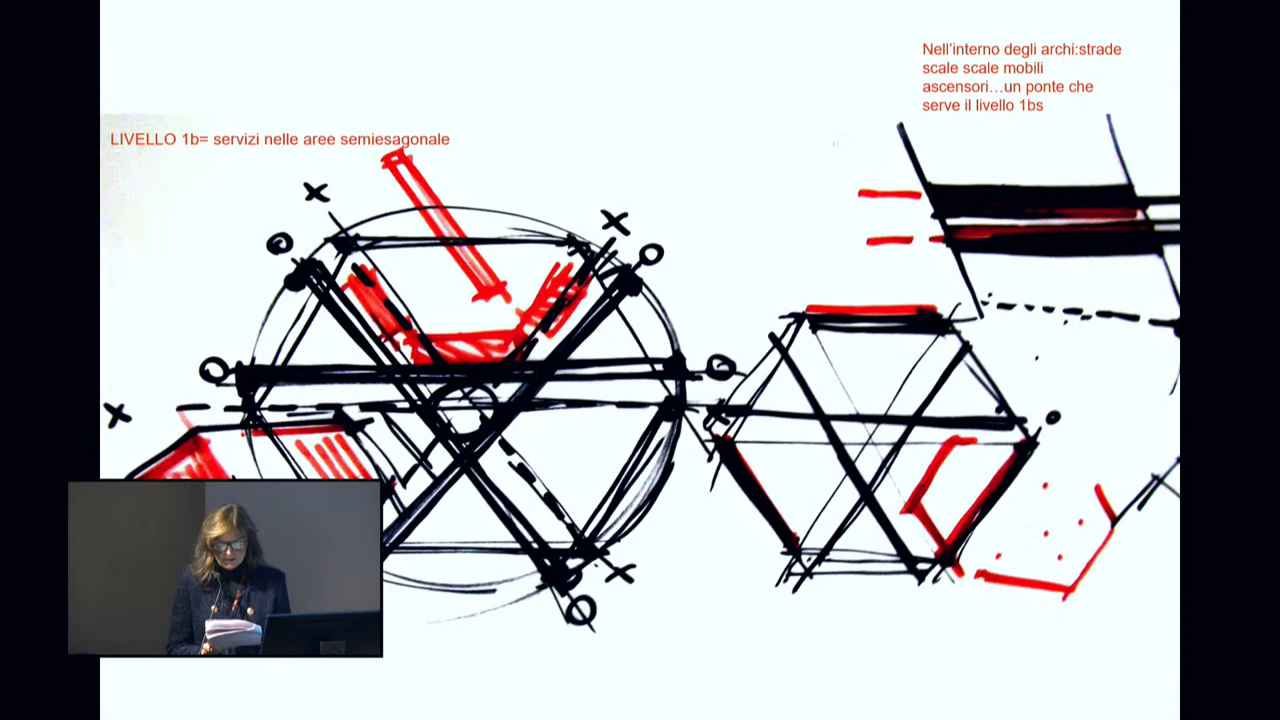 Nell'interno degli archi:strade
scale scale mobili
ascensori…un ponte che
serve il livello 1bs
LIVELLO 1b= servizi nelle aree semiesagonale